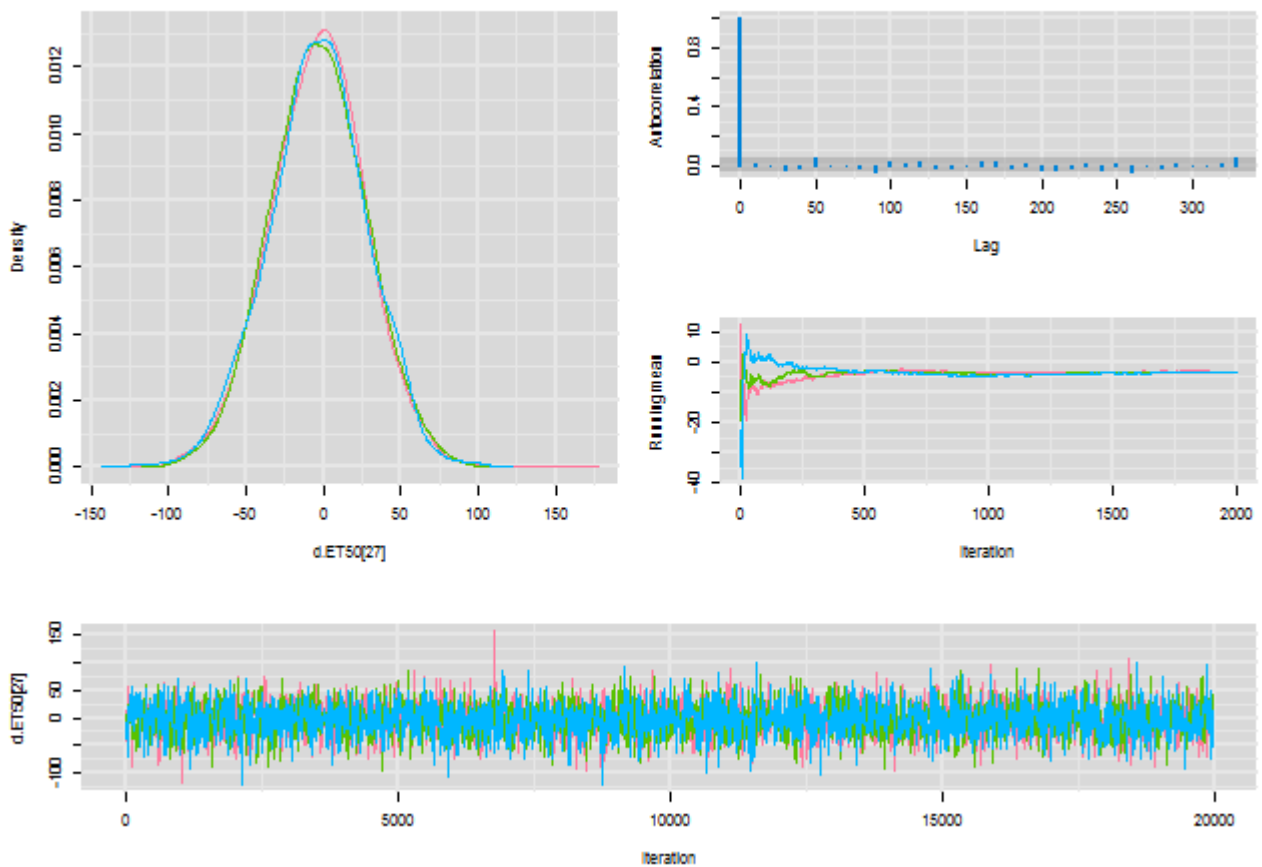 Density
0.000 0.002 0.004 0.006 0.008 0.010 0.012
-150 -100 -50 0 50 100 150
d.ET50[27]
Autocorrelation
0.0 0.4 0.8
0 50 100 150 200 250 300
Lag
Running mean
-40 -20 0 10
0 500 1000 1500 2000
Iteration
d.ET50[27]
-100 0 50 150
0 5000 10000 15000 20000
Iteration